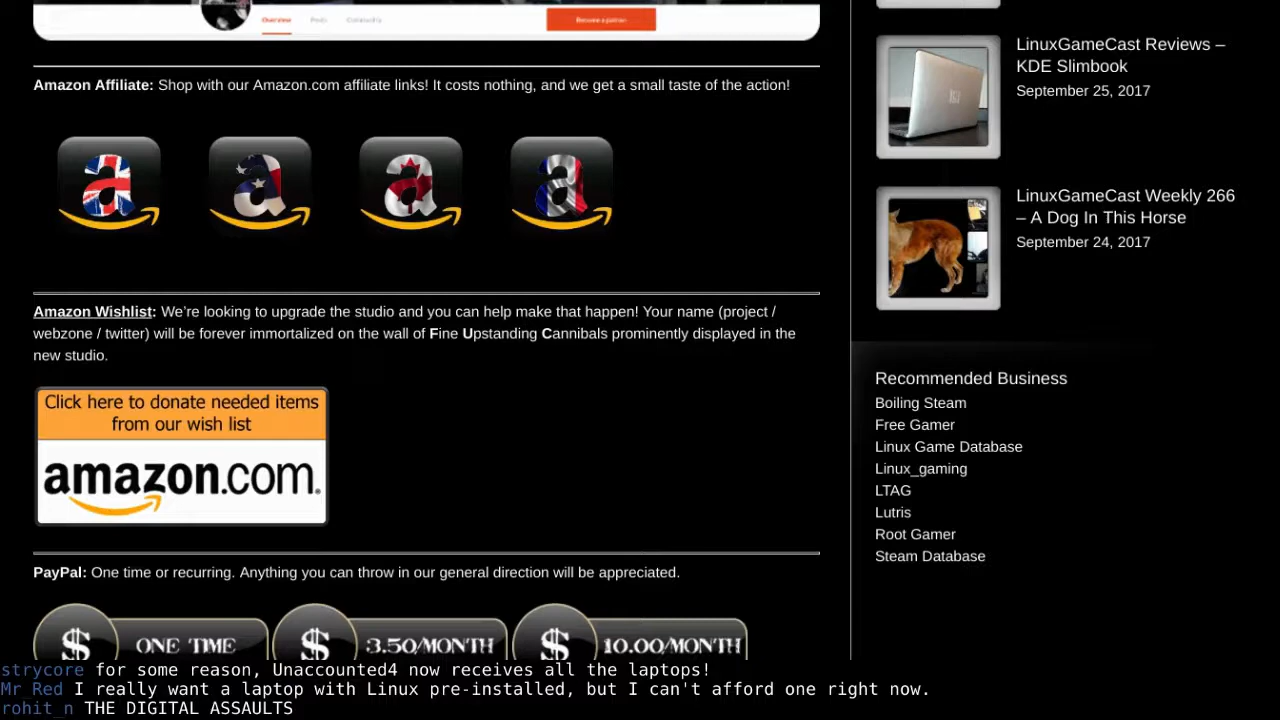 Overview Posts Community Become a patron
Amazon Affiliate: Shop with our Amazon.com affiliate links! It costs nothing, and we get a small taste of the action!
a a a a
Amazon Wishlist: We're looking to upgrade the studio and you can help make that happen! Your name (project /
webzone / twitter) will be forever immortalized on the wall of Fine Upstanding Cannibals prominently displayed in the
new studio.
Click here to donate needed items
from our wish list
amazon.com.
PayPal: One time or recurring. Anything you can throw in our general direction will be appreciated.
$ ONE TIME $ 3.50/MONTH $ 10.00/MONTH
LinuxGameCast Reviews –
KDE Slimbook
September 25, 2017
LinuxGameCast Weekly 266
– A Dog In This Horse
September 24, 2017
Recommended Business
Boiling Steam
Free Gamer
Linux Game Database
Linux_gaming
LTAG
Lutris
Root Gamer
Steam Database
strycore for some reason, Unaccounted4 now receives all the laptops!
Mr_Red I really want a laptop with Linux pre-installed, but I can't afford one right now.
rohit_n THE DIGITAL ASSAULTS